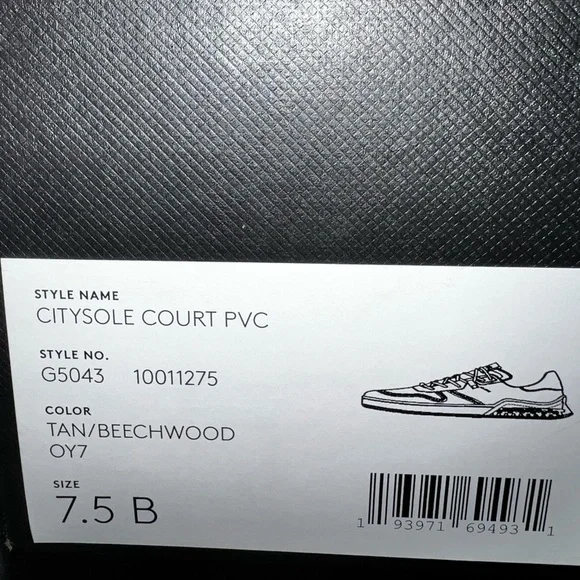 STYLE NAME
CITYSOLE COURT PVC
STYLE NO.
G5043 10011275
COLOR
TAN/BEECHWOOD
OY7
SIZE
7.5 B
1 93971 69493 1